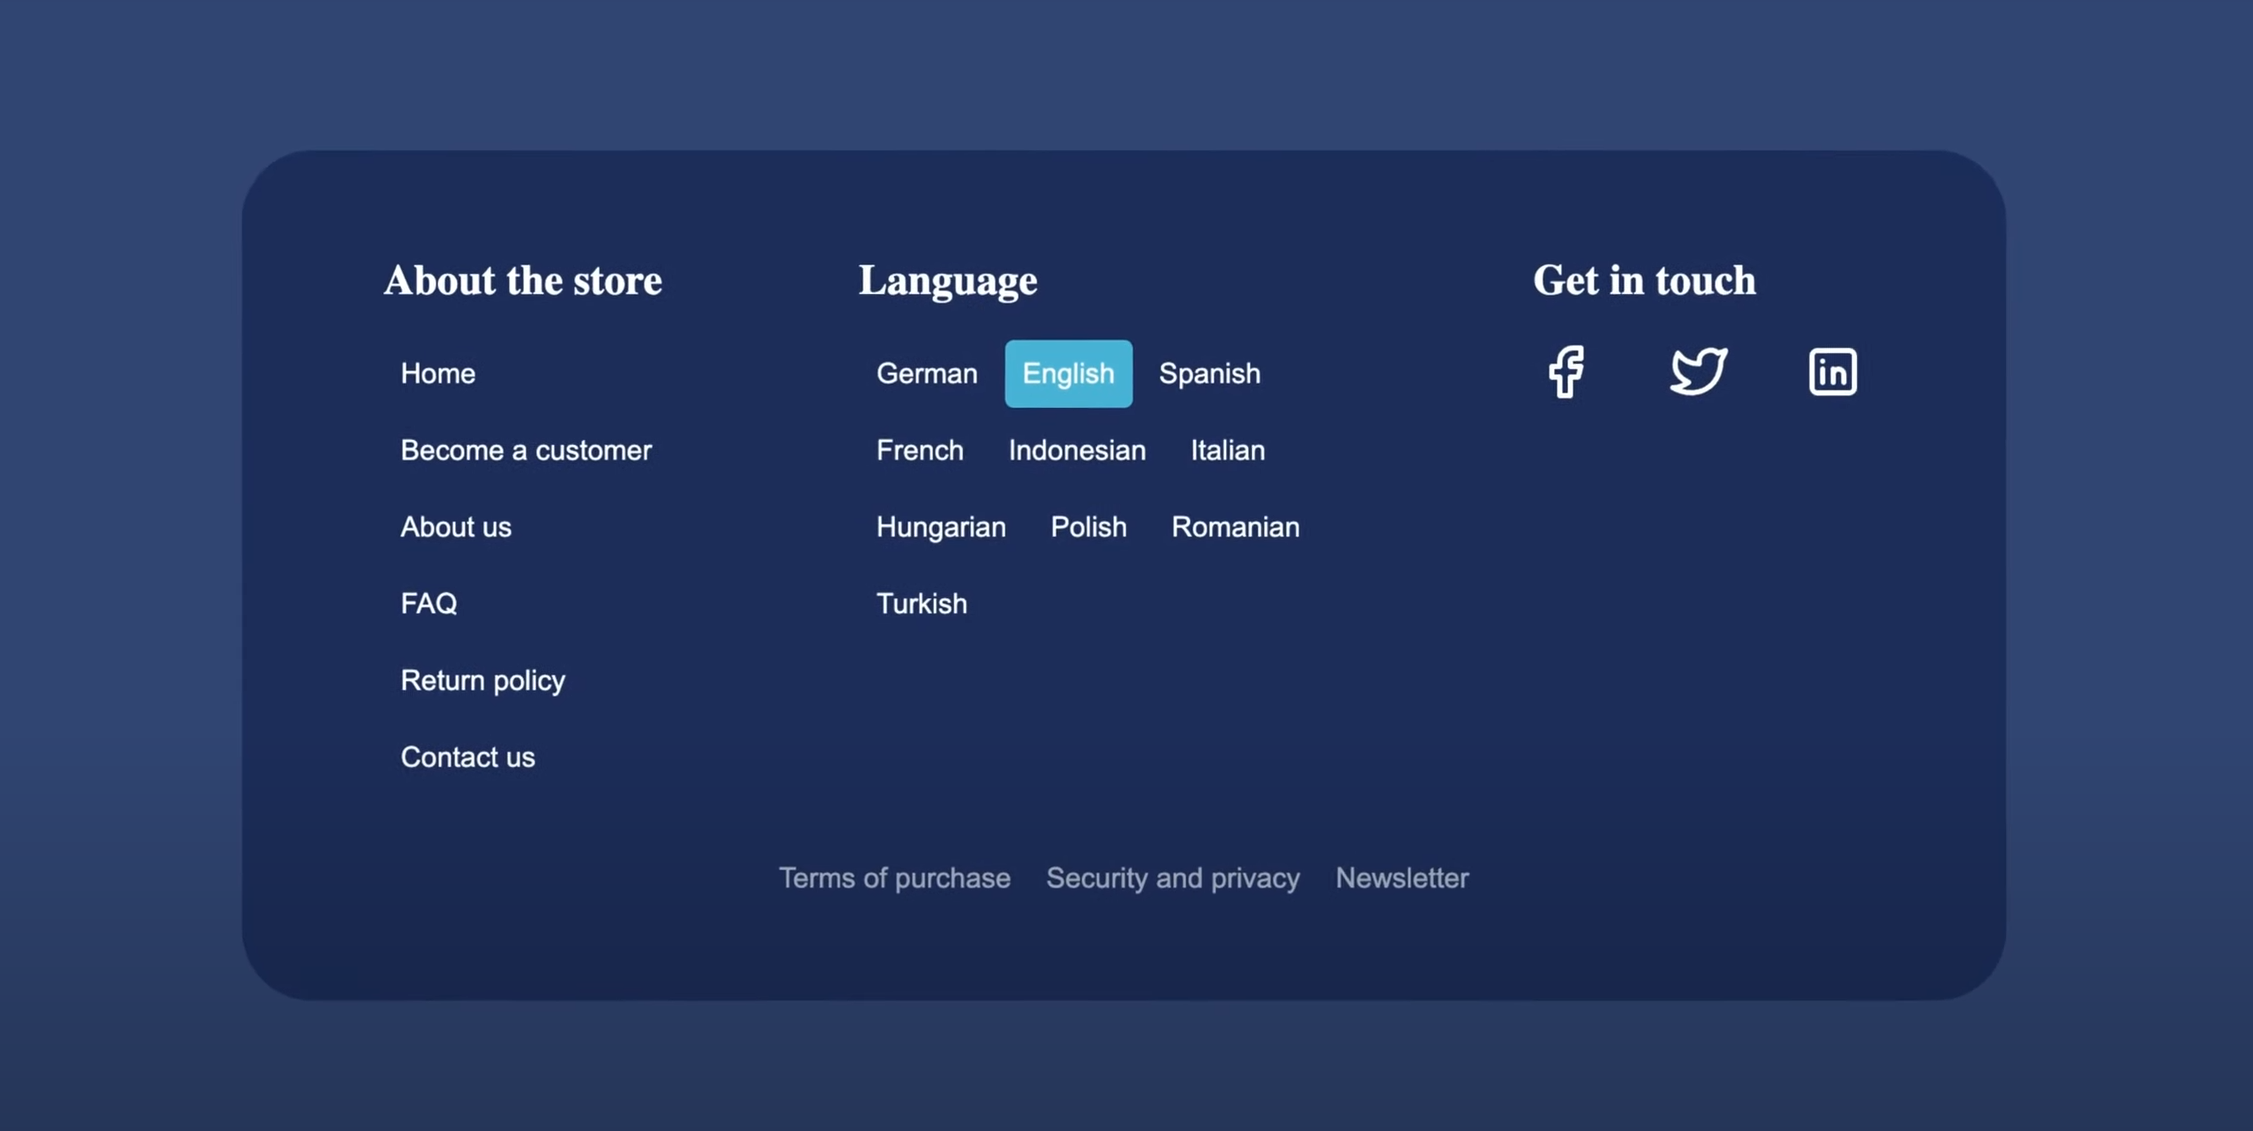 About the store
Home
Become a customer
About us
FAQ
Return policy
Contact us
Language
German English Spanish
French Indonesian Italian
Hungarian Polish Romanian
Turkish
Get in touch
in
Terms of purchase Security and privacy Newsletter